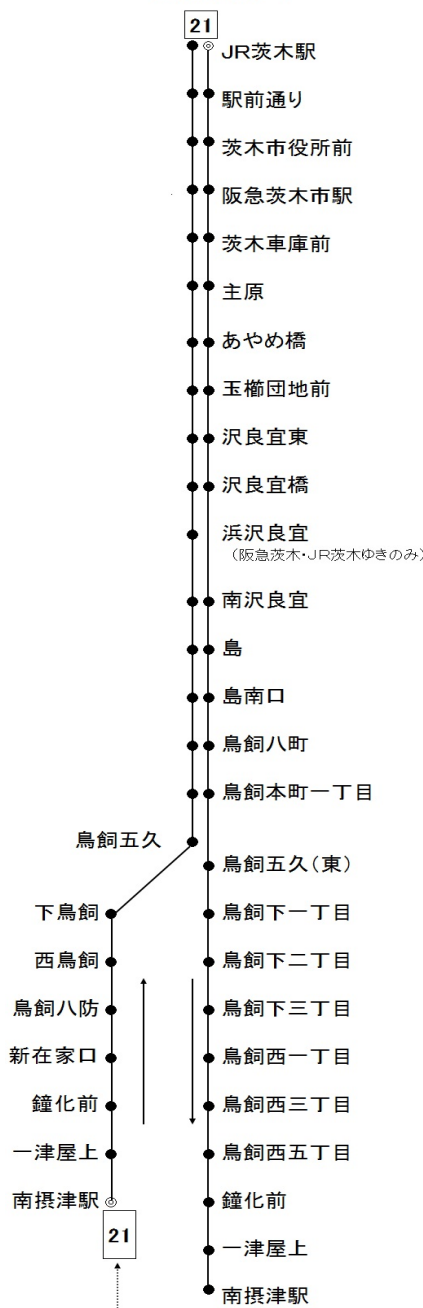 21
JR茨木駅
駅前通り
茨木市役所前
阪急茨木市駅
茨木車庫前
主原
あやめ橋
玉櫛団地前
沢良宜東
沢良宜橋
浜沢良宜
(阪急茨木・JR茨木ゆきのみ)
南沢良宜
島
島南口
鳥飼八町
鳥飼本町一丁目
鳥飼五久
鳥飼五久(東)
下鳥飼
鳥飼下一丁目
西鳥飼
鳥飼下二丁目
鳥飼八防
鳥飼下三丁目
新在家口
鳥飼西一丁目
鐘化前
鳥飼西三丁目
一津屋上
鳥飼西五丁目
南摂津駅
鐘化前
21
一津屋上
南摂津駅